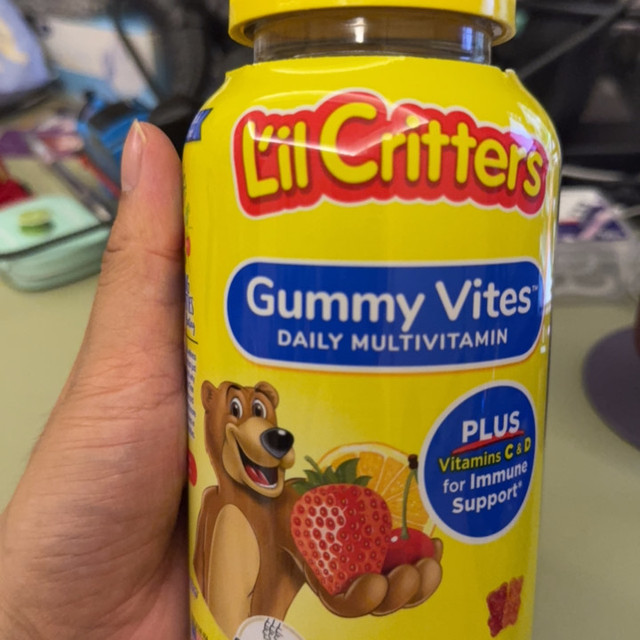 L'il Critters
Gummy Vites™
DAILY MULTIVITAMIN
PLUS
Vitamins C & D
for Immune
Support*